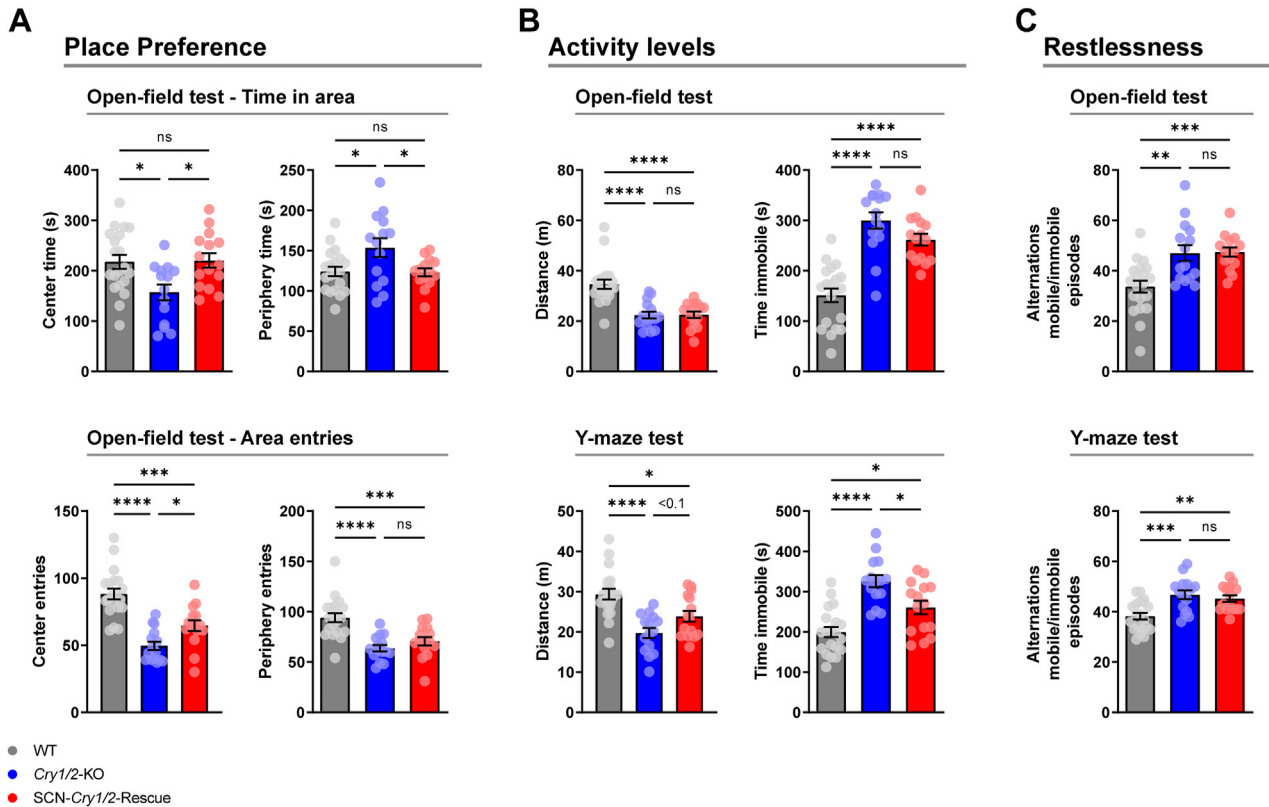 A
Place Preference
Open-field test - Time in area
ns
*
*
400
300
200
100
0
Center time (s)
ns
*
*
250
200
150
100
50
0
Periphery time (s)
Open-field test - Area entries
***
****
*
150
100
50
0
Center entries
***
****
ns
200
150
100
50
0
Periphery entries
B
Activity levels
Open-field test
****
****
ns
80
60
40
20
0
Distance (m)
****
****
ns
400
300
200
100
0
Time immobile (s)
Y-maze test
*
****
<0.1
50
40
30
20
10
0
Distance (m)
*
****
*
500
400
300
200
100
0
Time immobile (s)
C
Restlessness
Open-field test
***
**
ns
80
60
40
20
0
Alternations
mobile/immobile
episodes
Y-maze test
**
***
ns
80
60
40
20
0
Alternations
mobile/immobile
episodes
WT
Cry1/2-KO
SCN-Cry1/2-Rescue